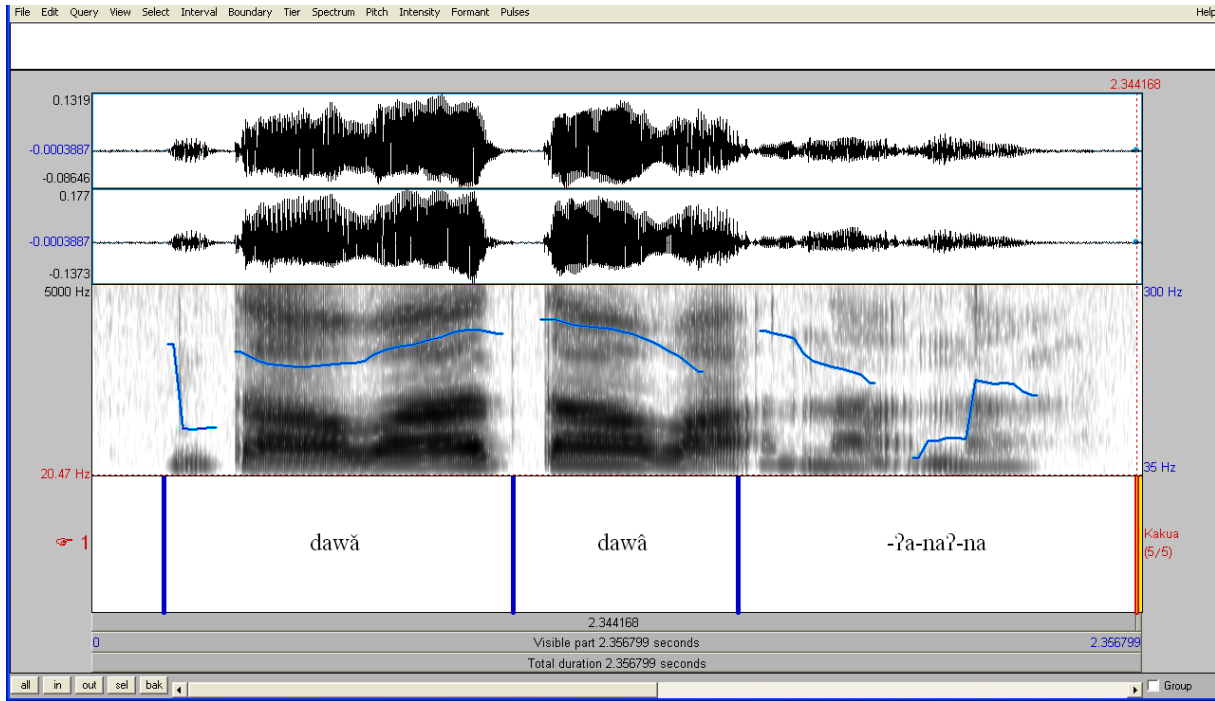 File Edit Query View Select Interval Boundary Tier Spectrum Pitch Intensity Formant Pulses Help
2.344168
0.1319
-0.0003887
-0.08646
0.177
-0.0003887
-0.1373
5000 Hz 300 Hz
20.47 Hz 35 Hz
☞ 1 dawǎ dawâ -ʔa-naʔ-na Kakua
(5/5)
2.344168
0 Visible part 2.356799 seconds 2.356799
Total duration 2.356799 seconds
all in out sel bak Group